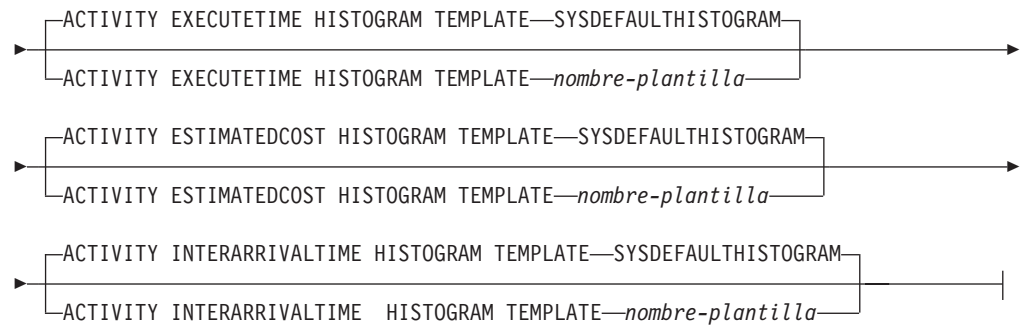 ACTIVITY EXECUTETIME HISTOGRAM TEMPLATE SYSDEFAULTHISTOGRAM
ACTIVITY EXECUTETIME HISTOGRAM TEMPLATE nombre-plantilla
ACTIVITY ESTIMATEDCOST HISTOGRAM TEMPLATE SYSDEFAULTHISTOGRAM
ACTIVITY ESTIMATEDCOST HISTOGRAM TEMPLATE nombre-plantilla
ACTIVITY INTERARRIVALTIME HISTOGRAM TEMPLATE SYSDEFAULTHISTOGRAM
ACTIVITY INTERARRIVALTIME HISTOGRAM TEMPLATE nombre-plantilla